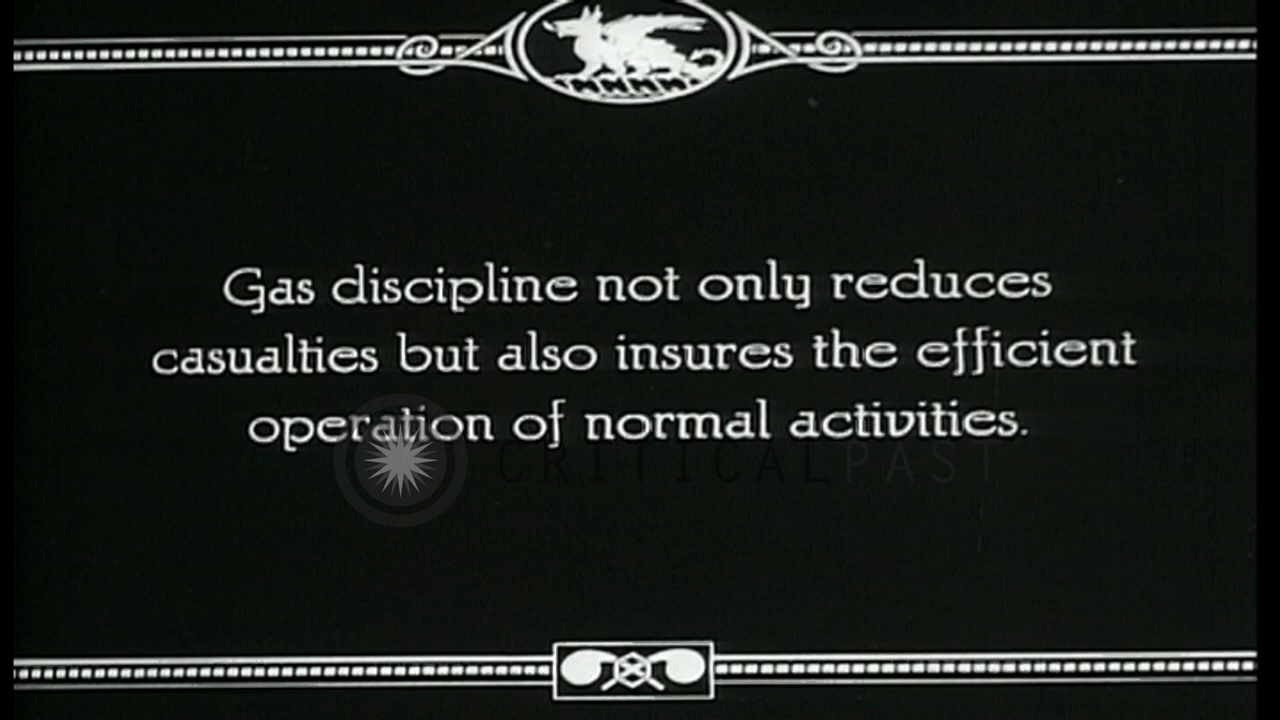 Gas discipline not only reduces
casualties but also insures the efficient
operation of normal activities.
CRITICALPAST